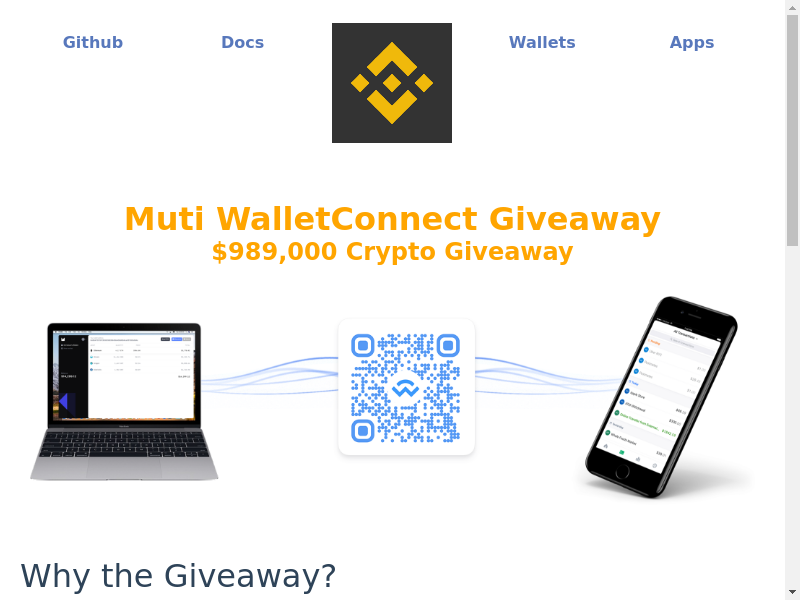 Github Docs Wallets Apps
Muti WalletConnect Giveaway
$989,000 Crypto Giveaway
Why the Giveaway?